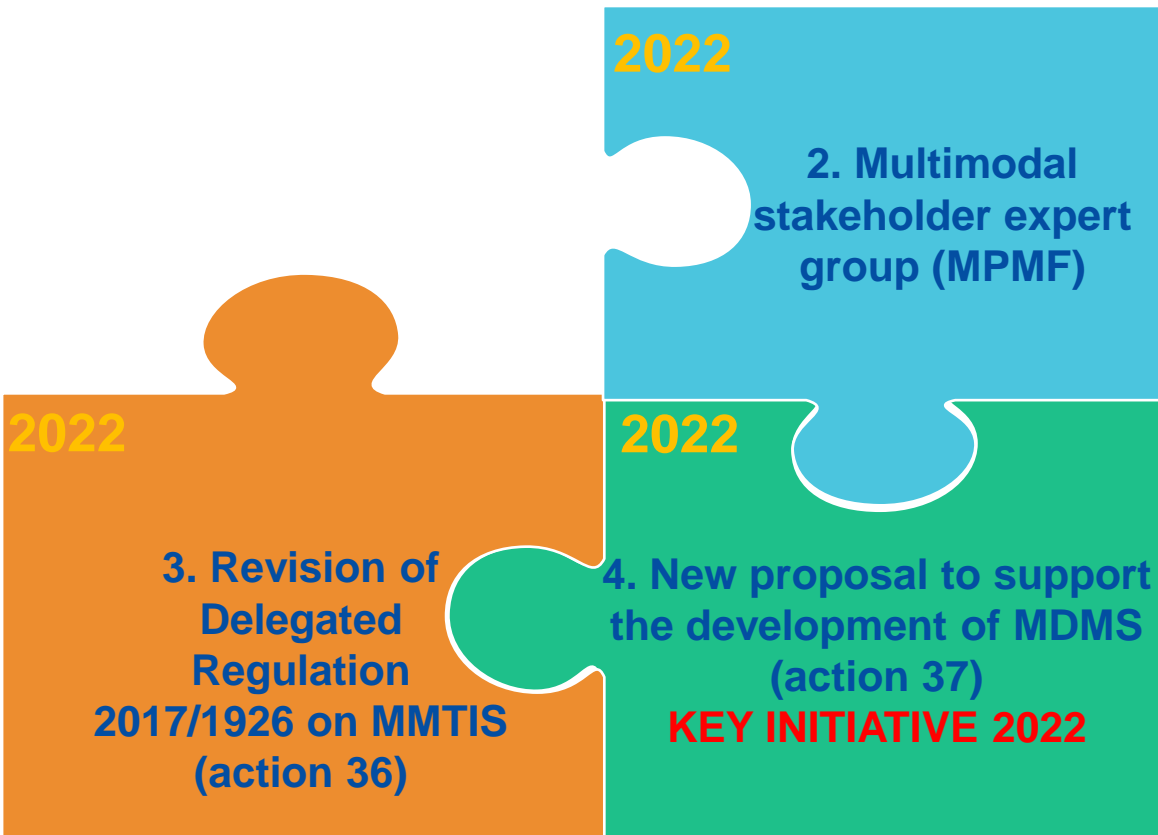 2022
2. Multimodal
stakeholder expert
group (MPMF)
2022
3. Revision of
Delegated
Regulation
2017/1926 on MMTIS
(action 36)
2022
4. New proposal to support
the development of MDMS
(action 37)
KEY INITIATIVE 2022